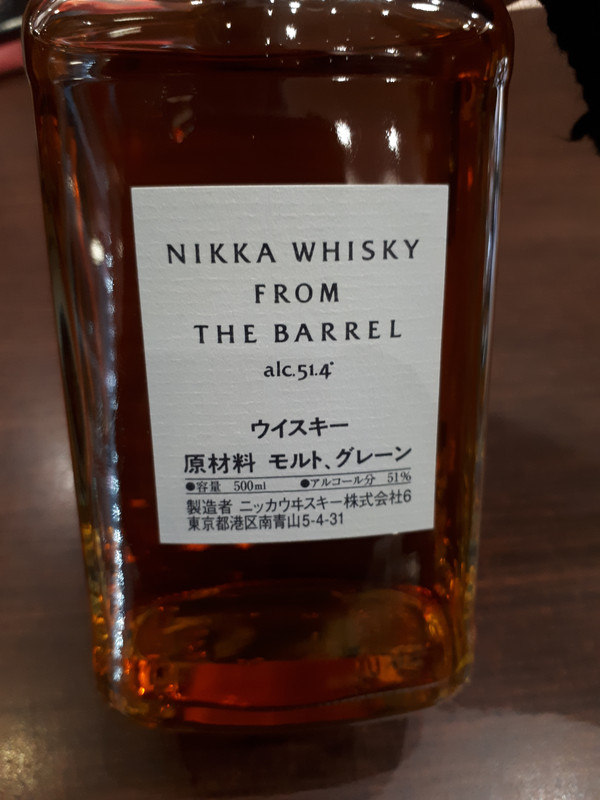 NIKKA WHISKY
FROM
THE BARREL
alc.51.4°
ウイスキー
原材料 モルト、グレーン
●容量 500ml ●アルコール分 51%
製造者 ニッカウヰスキー株式会社6
東京都港区南青山5-4-31